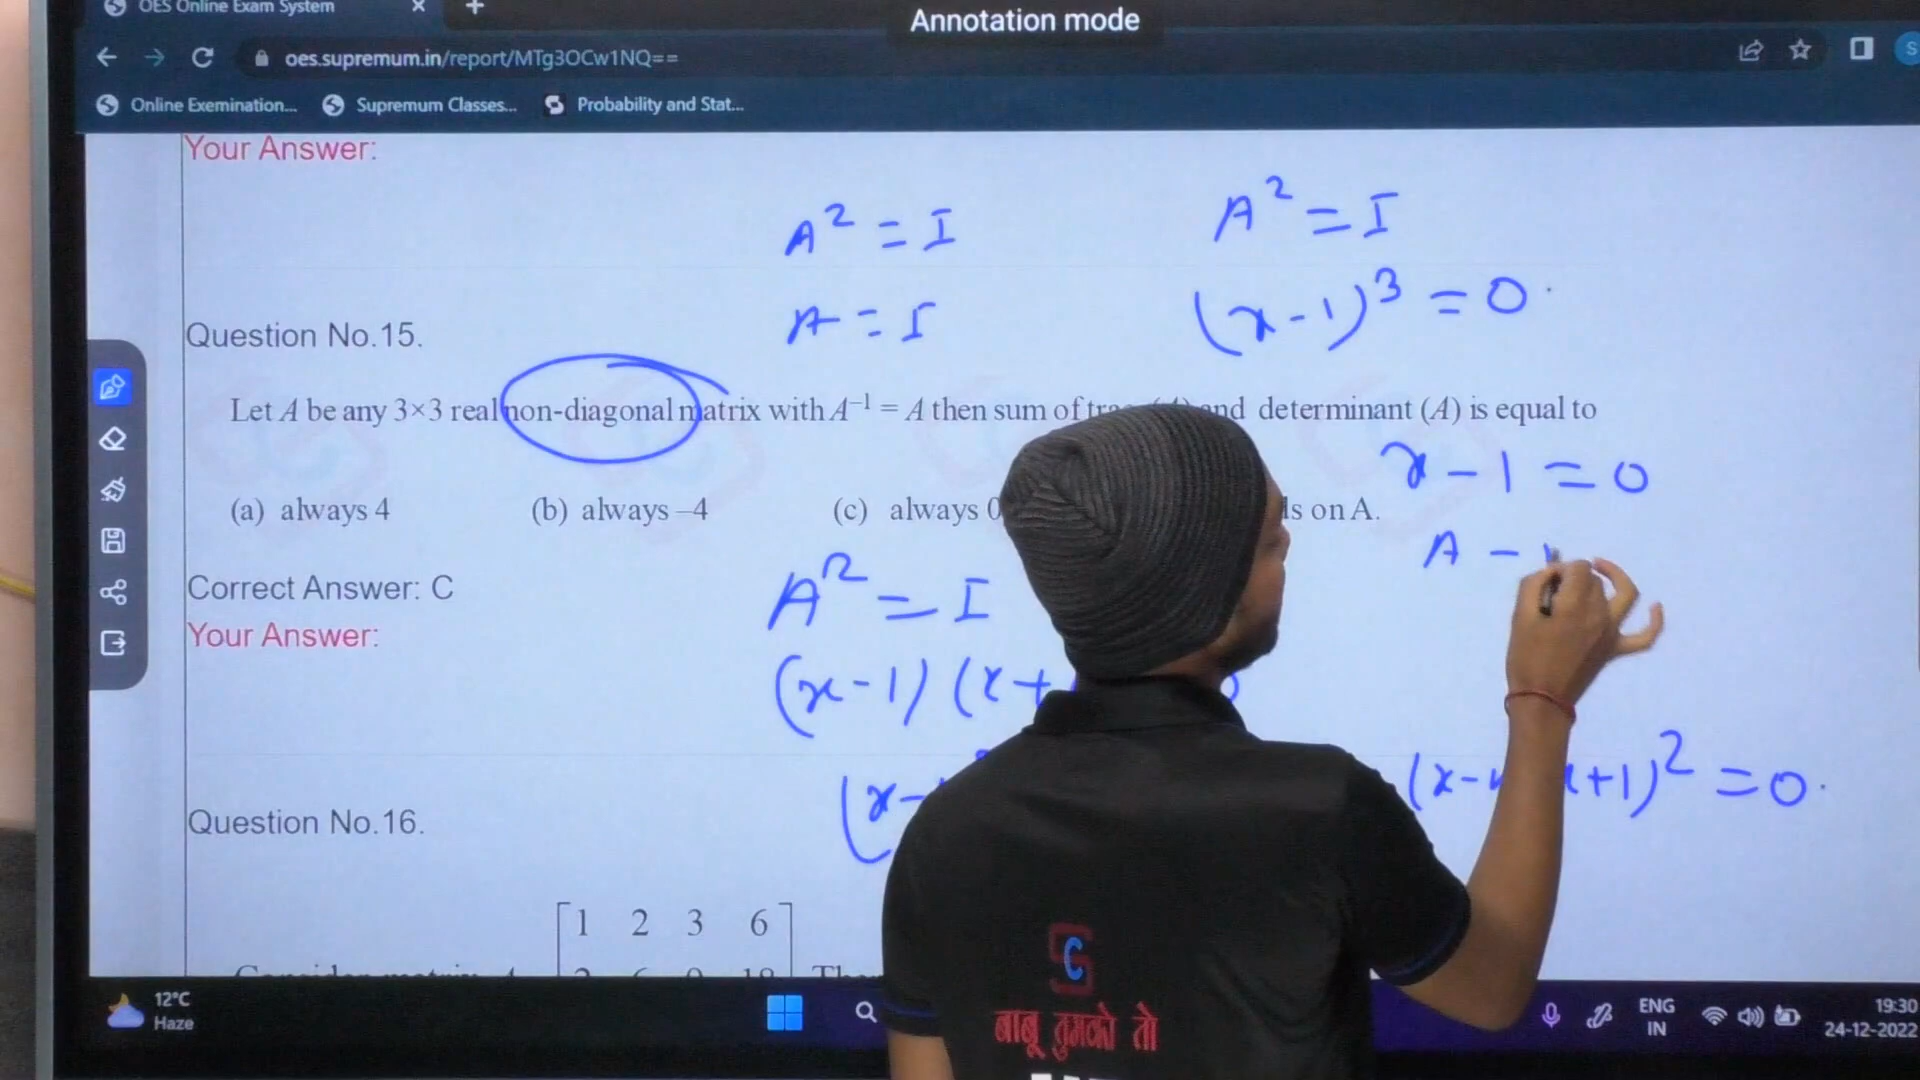 OES Online Exam System
Annotation mode
oes.supremum.in/report/MTg3OCw1NQ==
S
Online Exemination...
Supremum Classes...
Probability and Stat...
Your Answer:
A² = I
A² = I
A = I
(x-1)³ = 0.
Question No.15.
Let A be any 3×3 real non-diagonal matrix with A⁻¹ = A then sum of and determinant (A) is equal to
x - 1 = 0
(a) always 4
(b) always –4
(c) always 0
on A.
A -
Correct Answer: C
A² = I
Your Answer:
(x-1) (x+
(x-
(x- +1)² = 0.
Question No.16.
1 2 3 6
SC
बाबू तुमको तो
12°C
Haze
ENG
IN
19:30
24-12-2022